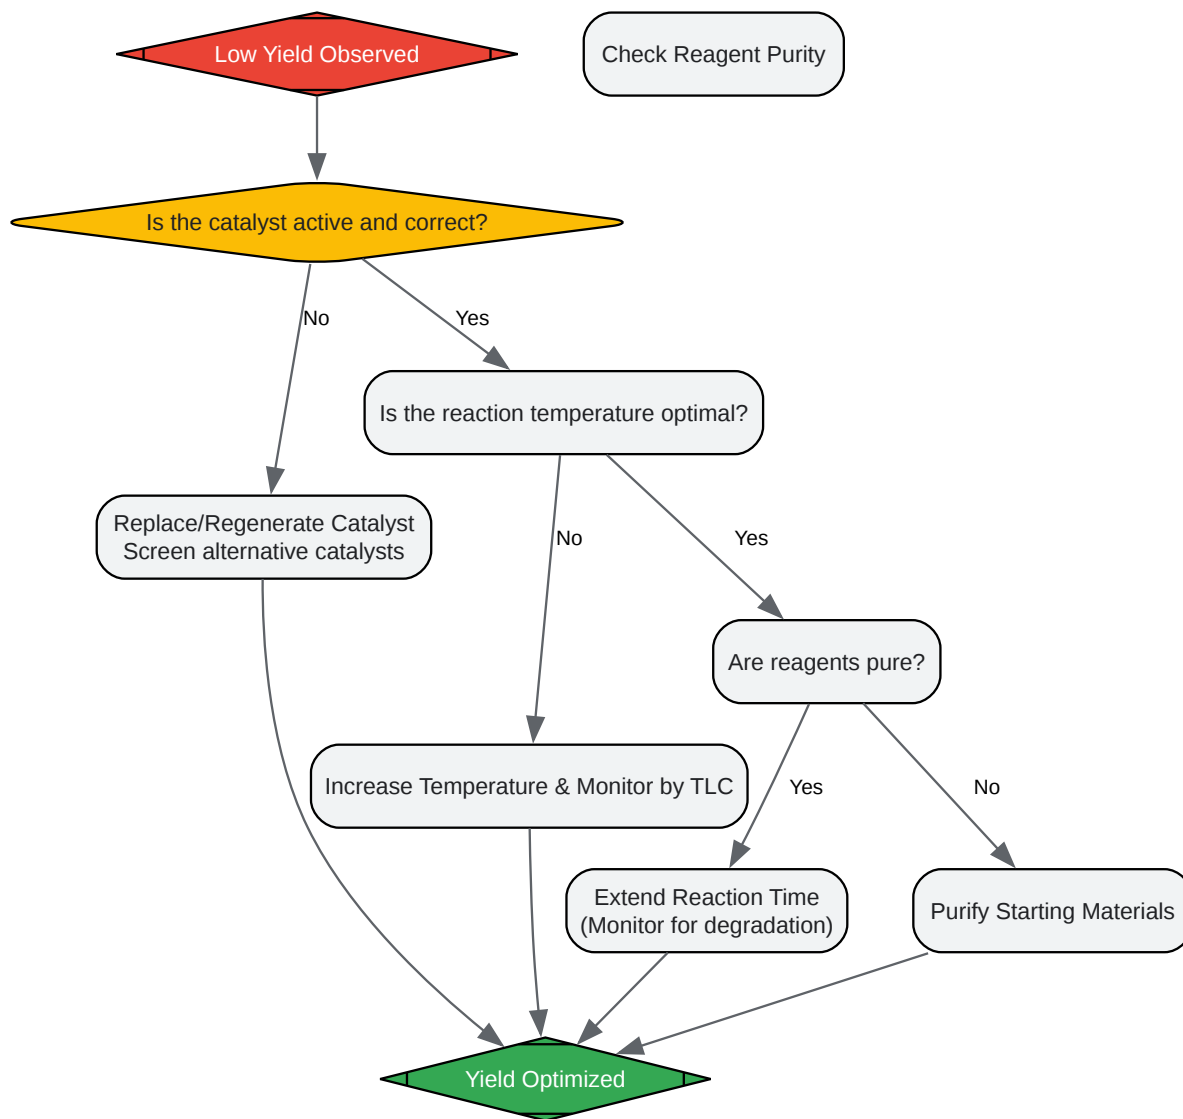 Low Yield Observed
Check Reagent Purity
Is the catalyst active and correct?
No
Yes
Is the reaction temperature optimal?
Replace/Regenerate Catalyst
Screen alternative catalysts
No
Yes
Are reagents pure?
Increase Temperature & Monitor by TLC
Yes
No
Extend Reaction Time
(Monitor for degradation)
Purify Starting Materials
Yield Optimized